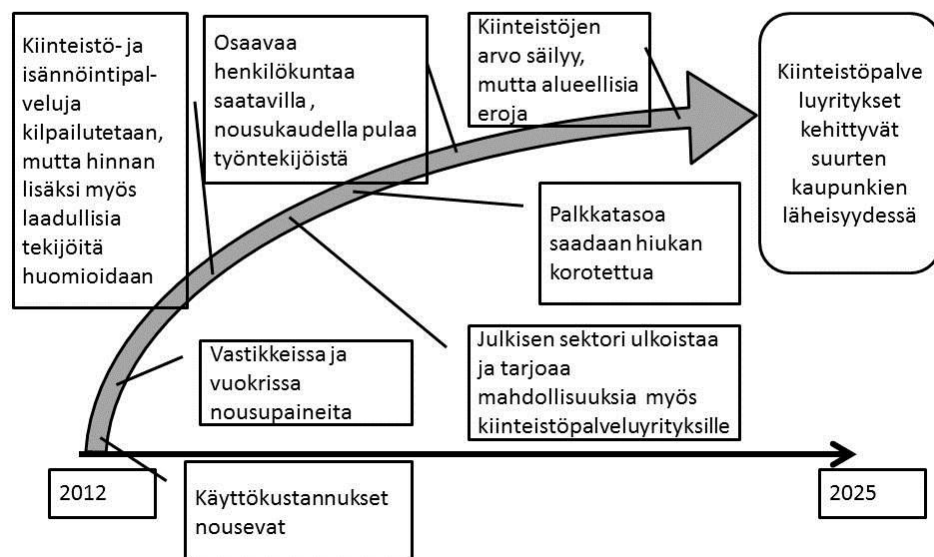 Kiinteistö- ja
isännöintipal-
veluja
kilpailutetaan,
mutta hinnan
lisäksi myös
laadullisia
tekijöitä
huomioidaan
Osaavaa
henkilökuntaa
saatavilla ,
nousukaudella pulaa
työntekijöistä
Kiinteistöjen
arvo säilyy,
mutta alueellisia
eroja
Kiinteistöpalve
luyritykset
kehittyvät
suurten
kaupunkien
läheisyydessä
Palkkatasoa
saadaan hiukan
korotettua
Vastikkeissa ja
vuokrissa
nousupaineita
Julkisen sektori ulkoistaa
ja tarjoaa
mahdollisuuksia myös
kiinteistöpalveluyrityksille
2012
Käyttökustannukset
nousevat
2025